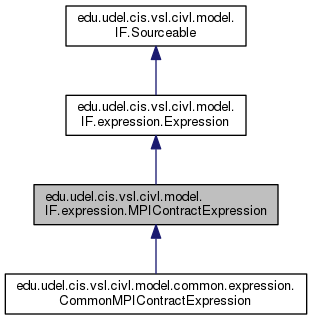 edu.udel.cis.vsl.civl.model.
IF.Sourceable
edu.udel.cis.vsl.civl.model.
IF.expression.Expression
edu.udel.cis.vsl.civl.model.
IF.expression.MPIContractExpression
edu.udel.cis.vsl.civl.model.common.expression.
CommonMPIContractExpression